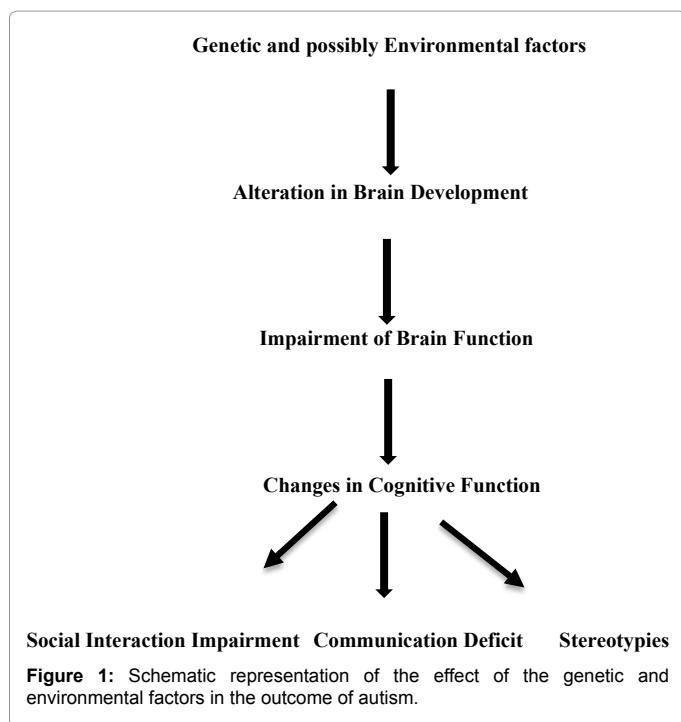 Genetic and possibly Environmental factors
Alteration in Brain Development
Impairment of Brain Function
Changes in Cognitive Function
Social Interaction Impairment Communication Deficit Stereotypies
Figure 1: Schematic representation of the effect of the genetic and
environmental factors in the outcome of autism.